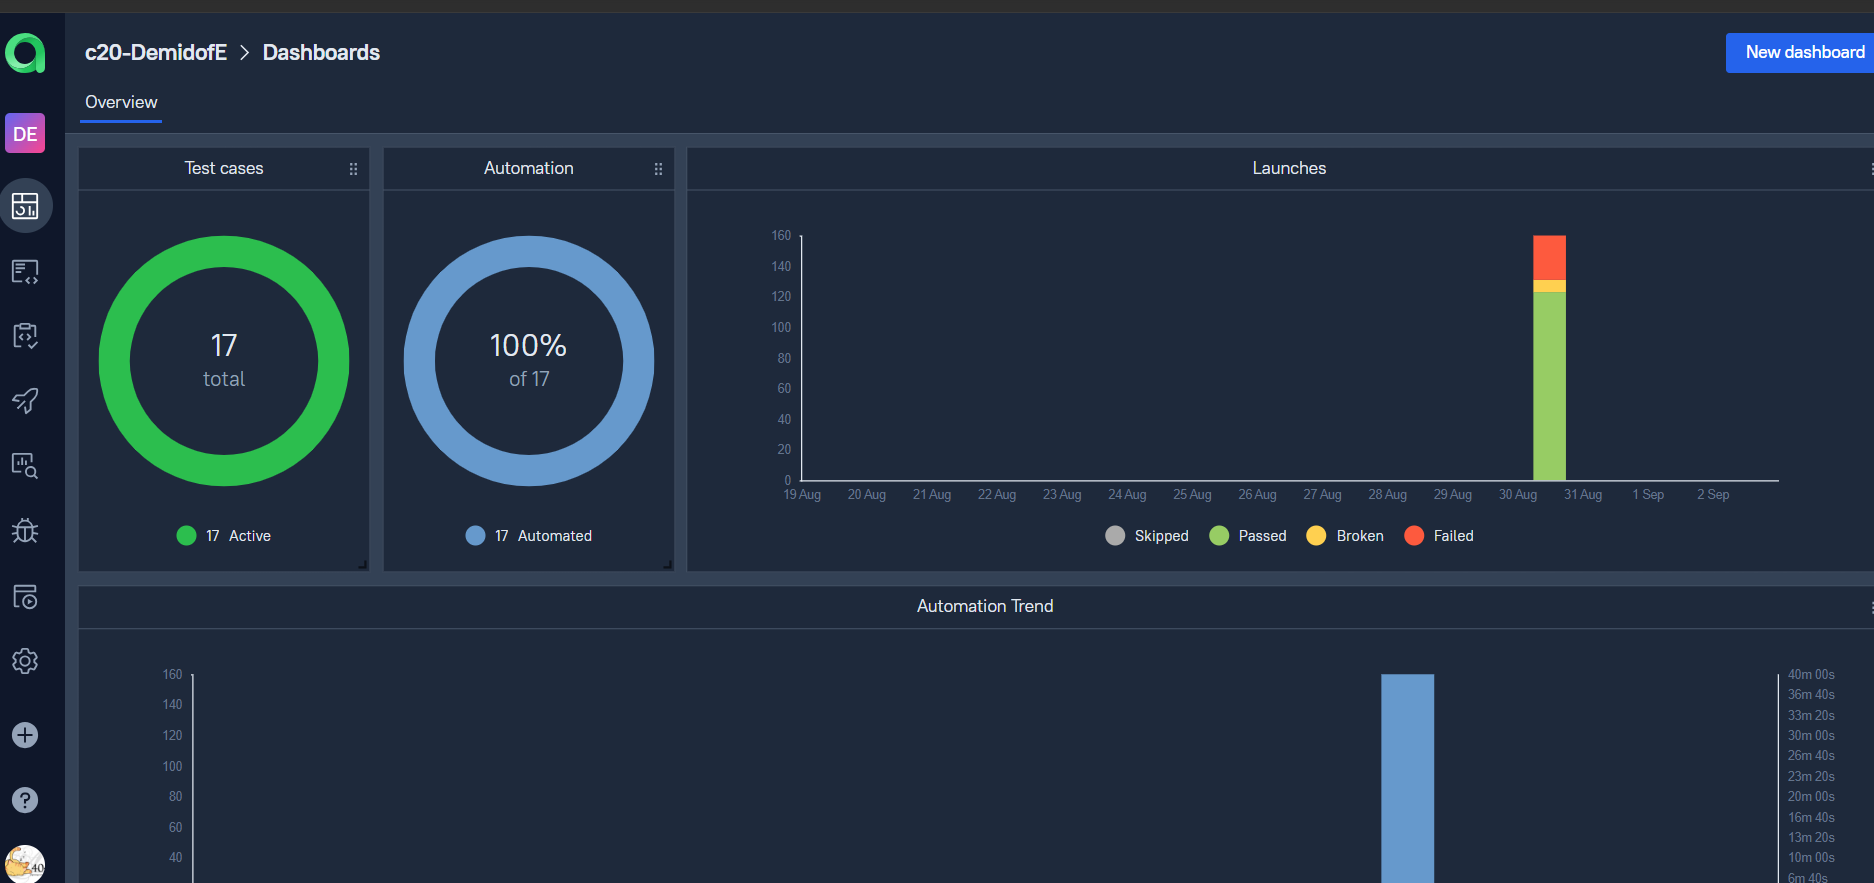 c20-DemidofE > Dashboards
New dashboard
Overview
DE
Test cases
17
total
17 Active
Automation
100%
of 17
17 Automated
Launches
160
140
120
100
80
60
40
20
0
19 Aug 20 Aug 21 Aug 22 Aug 23 Aug 24 Aug 25 Aug 26 Aug 27 Aug 28 Aug 29 Aug 30 Aug 31 Aug 1 Sep 2 Sep
Skipped Passed Broken Failed
Automation Trend
160
140
120
100
80
60
40
40m 00s
36m 40s
33m 20s
30m 00s
26m 40s
23m 20s
20m 00s
16m 40s
13m 20s
10m 00s
6m 40s
?
40